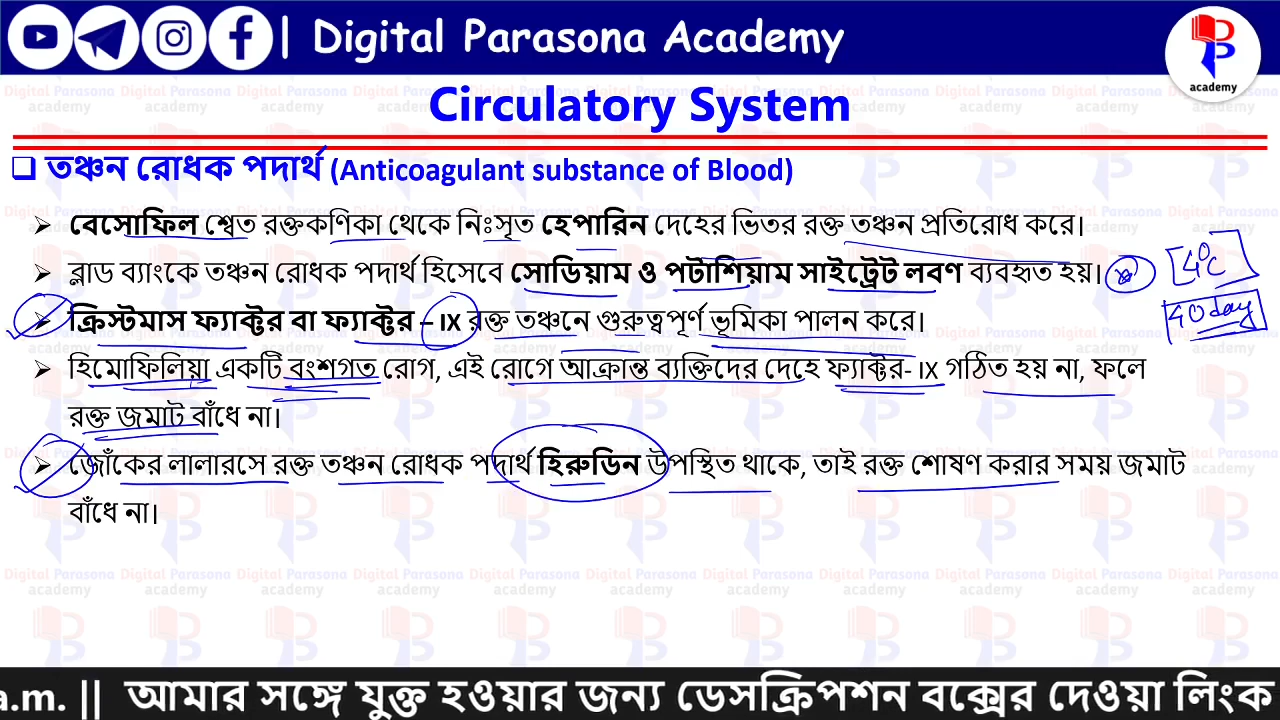 | Digital Parasona Academy
academy
Circulatory System
❑ তঞ্চন রোধক পদার্থ (Anticoagulant substance of Blood)
➢ বেসোফিল শ্বেত রক্তকণিকা থেকে নিঃসৃত হেপারিন দেহের ভিতর রক্ত তঞ্চন প্রতিরোধ করে।
➢ ব্লাড ব্যাংকে তঞ্চন রোধক পদার্থ হিসেবে সোডিয়াম ও পটাশিয়াম সাইট্রেট লবণ ব্যবহৃত হয়।
4°C
40 day
➢ ক্রিস্টমাস ফ্যাক্টর বা ফ্যাক্টর – IX রক্ত তঞ্চনে গুরুত্বপূর্ণ ভূমিকা পালন করে।
➢ হিমোফিলিয়া একটি বংশগত রোগ, এই রোগে আক্রান্ত ব্যক্তিদের দেহে ফ্যাক্টর- IX গঠিত হয় না, ফলে
রক্ত জমাট বাঁধে না।
➢ জোঁকের লালারসে রক্ত তঞ্চন রোধক পদার্থ হিরুডিন উপস্থিত থাকে, তাই রক্ত শোষণ করার সময় জমাট
বাঁধে না।
a.m. || আমার সঙ্গে যুক্ত হওয়ার জন্য ডেসক্রিপশন বক্সের দেওয়া লিংক